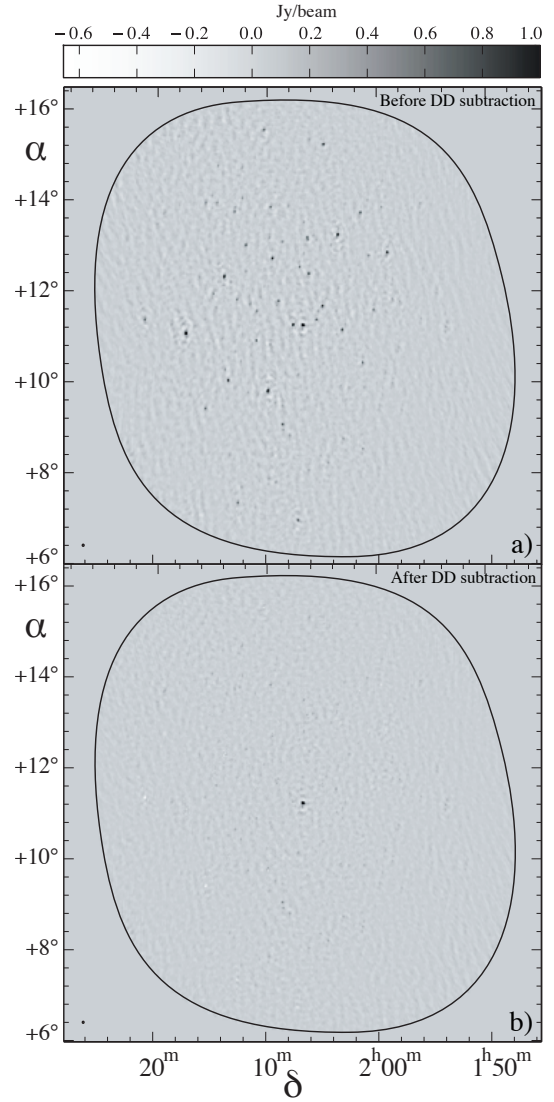 Jy/beam
−0.6 −0.4 −0.2 0.0 0.2 0.4 0.6 0.8 1.0
Before DD subtraction
+16°
α
+14°
+12°
+10°
+8°
+6°
a)
After DD subtraction
+16°
α
+14°
+12°
+10°
+8°
+6°
b)
20ᵐ 10ᵐ 2ʰ00ᵐ 1ʰ50ᵐ
δ